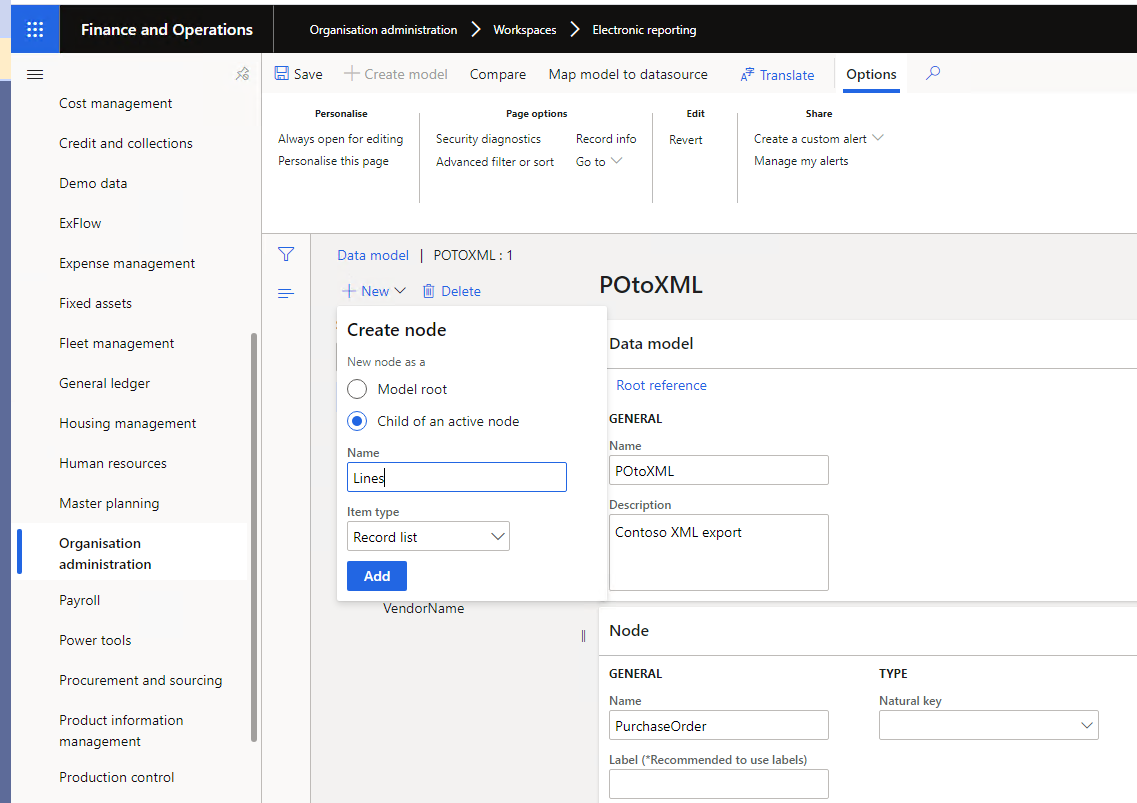 Finance and Operations
Organisation administration > Workspaces > Electronic reporting
Save
Create model
Compare
Map model to datasource
Translate
Options
Personalise
Always open for editing
Personalise this page
Page options
Security diagnostics
Record info
Advanced filter or sort
Go to
Edit
Revert
Share
Create a custom alert
Manage my alerts
Cost management
Credit and collections
Demo data
ExFlow
Expense management
Fixed assets
Fleet management
General ledger
Housing management
Human resources
Master planning
Organisation
administration
Payroll
Power tools
Procurement and sourcing
Product information
management
Production control
Data model | POTOXML : 1
New
Delete
Create node
New node as a
Model root
Child of an active node
Name
Lines
Item type
Record list
Add
VendorName
POtoXML
Data model
Root reference
GENERAL
Name
POtoXML
Description
Contoso XML export
Node
GENERAL
Name
PurchaseOrder
Label (*Recommended to use labels)
TYPE
Natural key